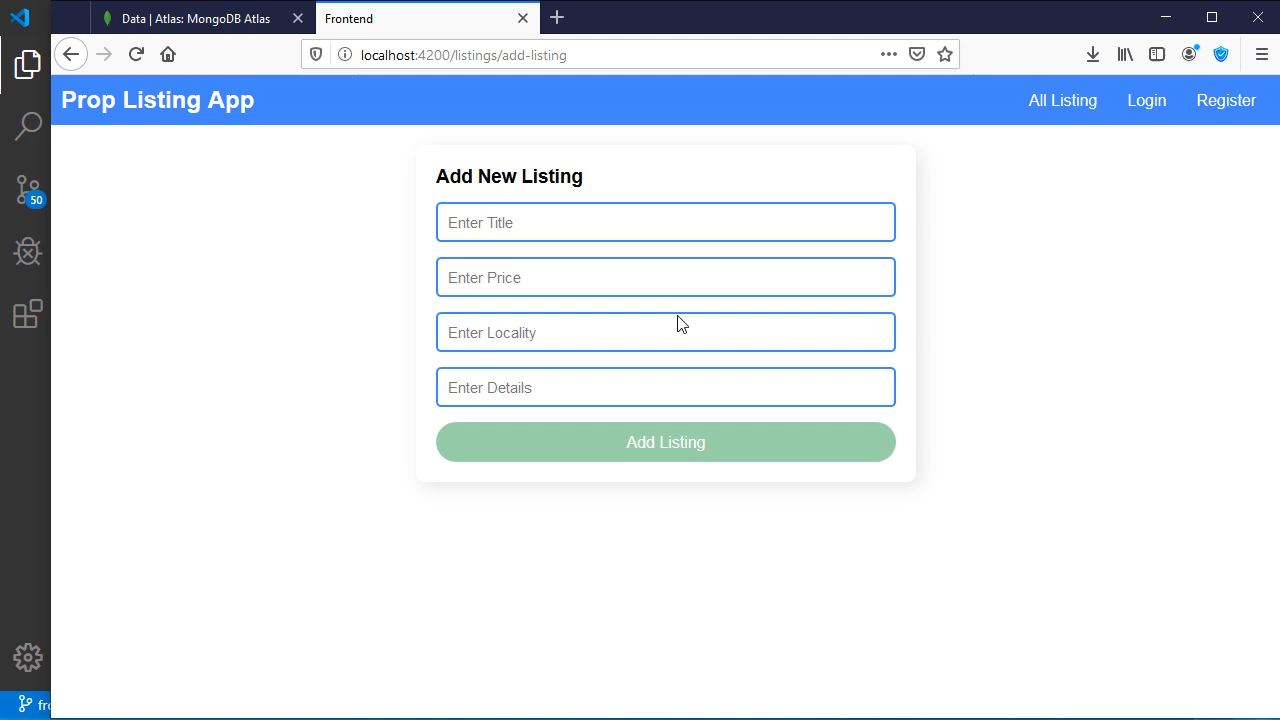 Data | Atlas: MongoDB Atlas
Frontend
localhost:4200/listings/add-listing
Prop Listing App
All Listing
Login
Register
Add New Listing
Enter Title
Enter Price
Enter Locality
Enter Details
Add Listing
50